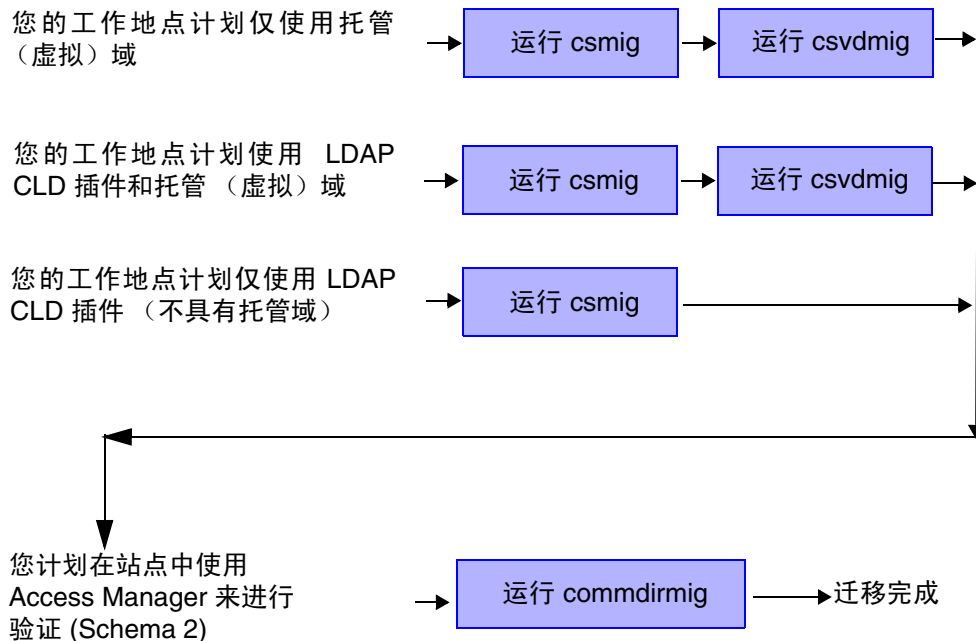 您的工作地点计划仅使用托管
（虚拟）域
运行 csmig
运行 csvdmig
您的工作地点计划使用 LDAP
CLD 插件和托管 （虚拟）域
运行 csmig
运行 csvdmig
您的工作地点计划仅使用 LDAP
CLD 插件 （不具有托管域）
运行 csmig
您计划在站点中使用
Access Manager 来进行
验证 (Schema 2)
运行 commdirmig
迁移完成